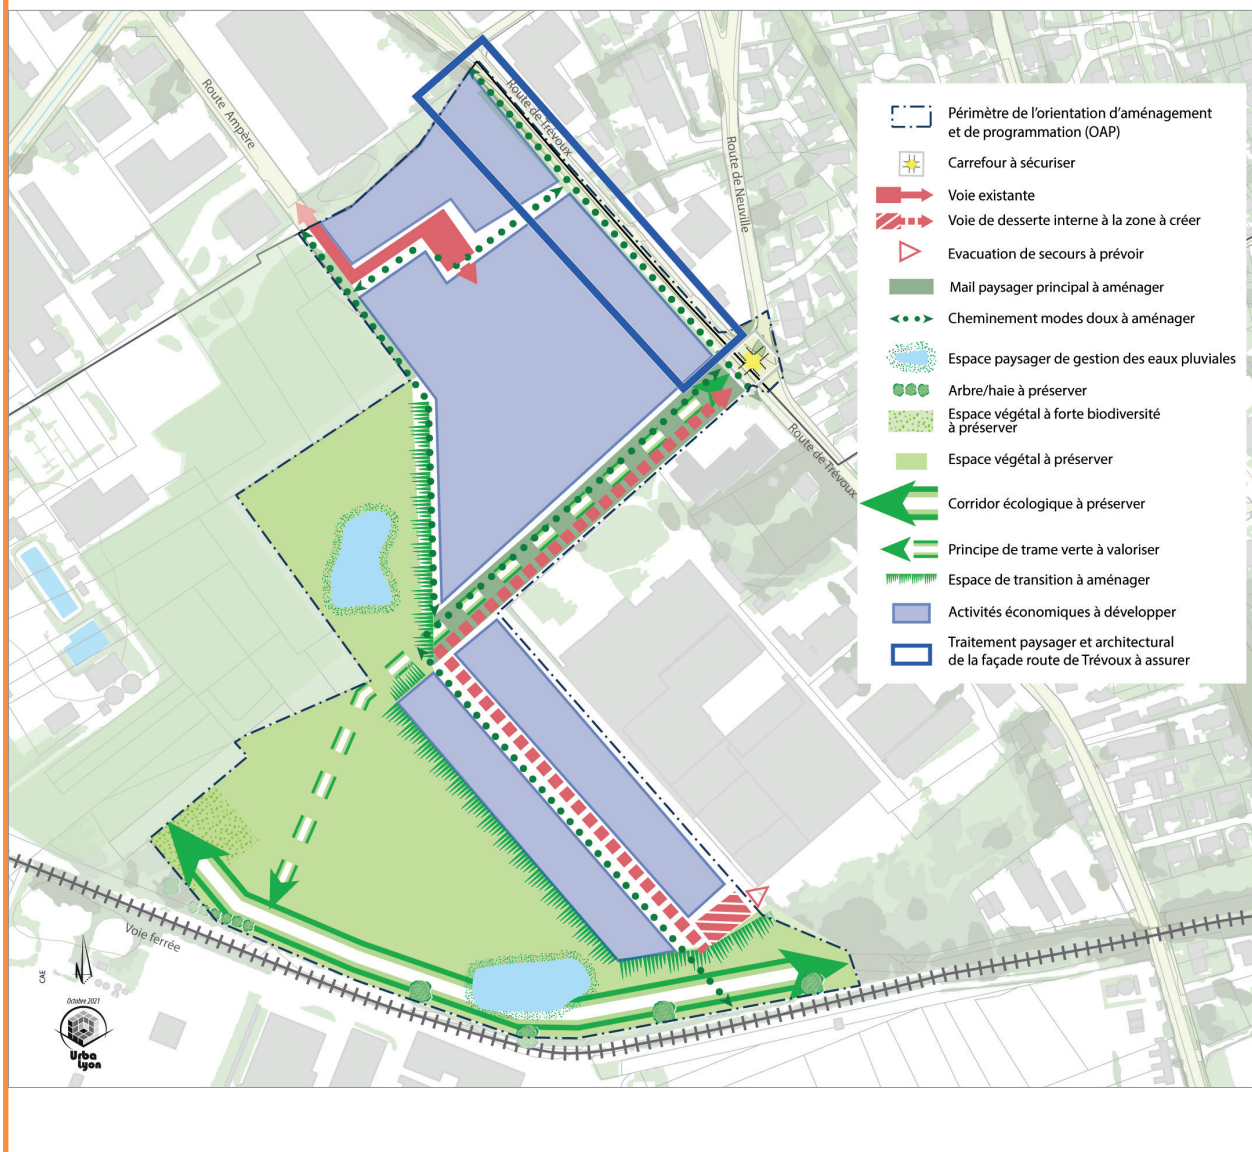 Route Ampère
Route de Trévoux
Route de Neuville
Route de Trévoux
Voie ferrée
Périmètre de l'orientation d'aménagement
et de programmation (OAP)
Carrefour à sécuriser
Voie existante
Voie de desserte interne à la zone à créer
Evacuation de secours à prévoir
Mail paysager principal à aménager
Cheminement modes doux à aménager
Espace paysager de gestion des eaux pluviales
Arbre/haie à préserver
Espace végétal à forte biodiversité
à préserver
Espace végétal à préserver
Corridor écologique à préserver
Principe de trame verte à valoriser
Espace de transition à aménager
Activités économiques à développer
Traitement paysager et architectural
de la façade route de Trévoux à assurer
CAE
N
Octobre 2021
Urba
Lyon